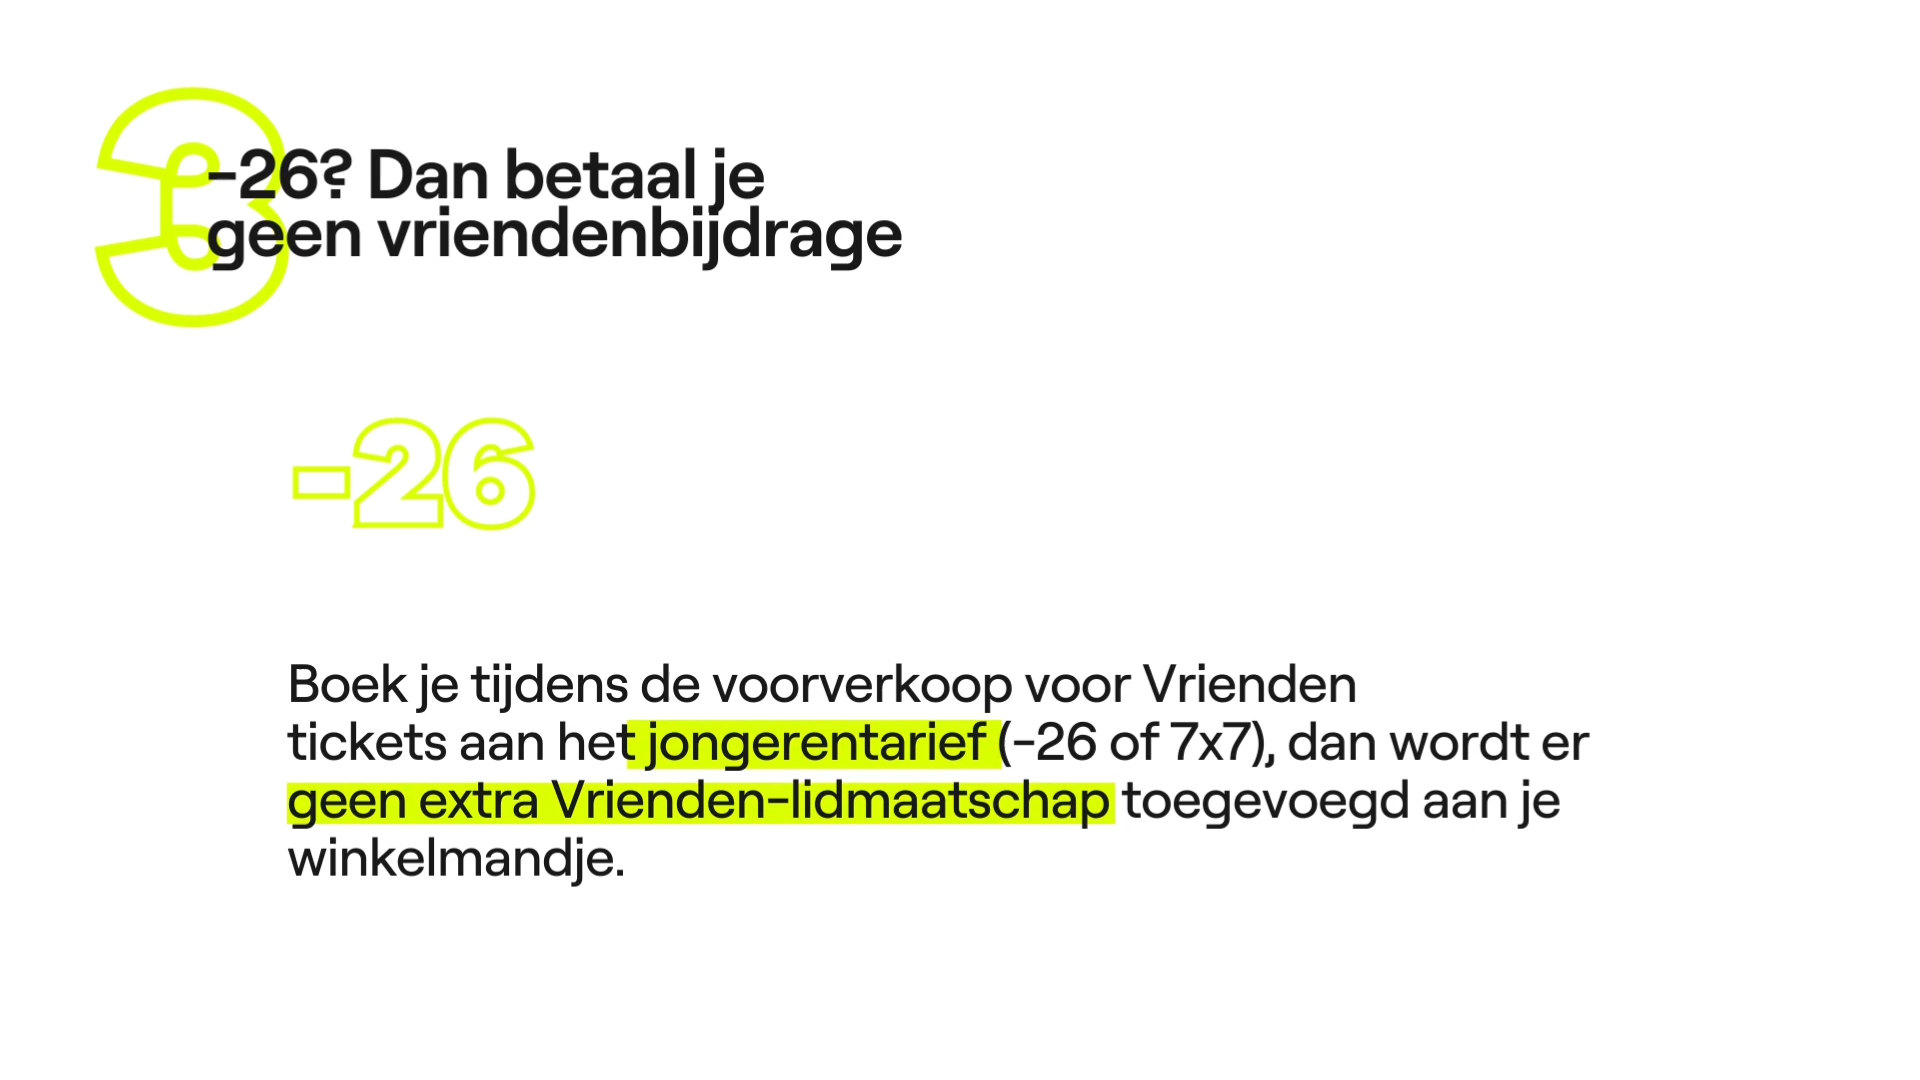 3
-26? Dan betaal je
geen vriendenbijdrage
-26
Boek je tijdens de voorverkoop voor Vrienden
tickets aan het jongerentarief (-26 of 7x7), dan wordt er
geen extra Vrienden-lidmaatschap toegevoegd aan je
winkelmandje.